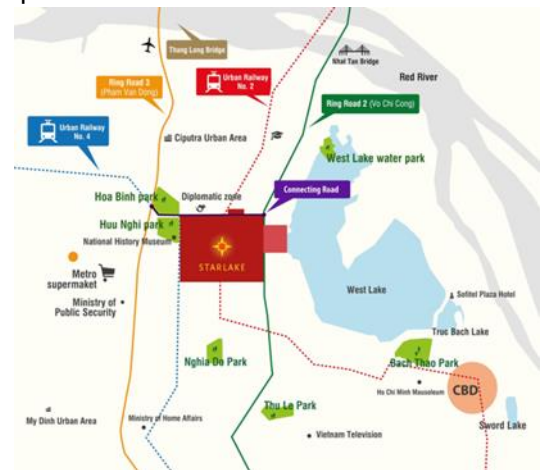 Thang Long Bridge
Nhat Tan Bridge
Red River
Ring Road 3
(Pham Van Dong)
Urban Railway
No. 2
Ring Road 2 (Vo Chi Cong)
Urban Railway
No. 4
Ciputra Urban Area
West Lake water park
Hoa Binh park
Diplomatic zone
Connecting Road
Huu Nghi park
National History Museum
STARLAKE
Metro
supermaket
West Lake
Sofitel Plaza Hotel
Ministry of
Public Security
Truc Bach Lake
Nghia Do Park
Bach Thao Park
Ho Chi Minh Mausoleum
CBD
Thu Le Park
My Dinh Urban Area
Ministry of Home Affairs
Vietnam Television
Sword Lake